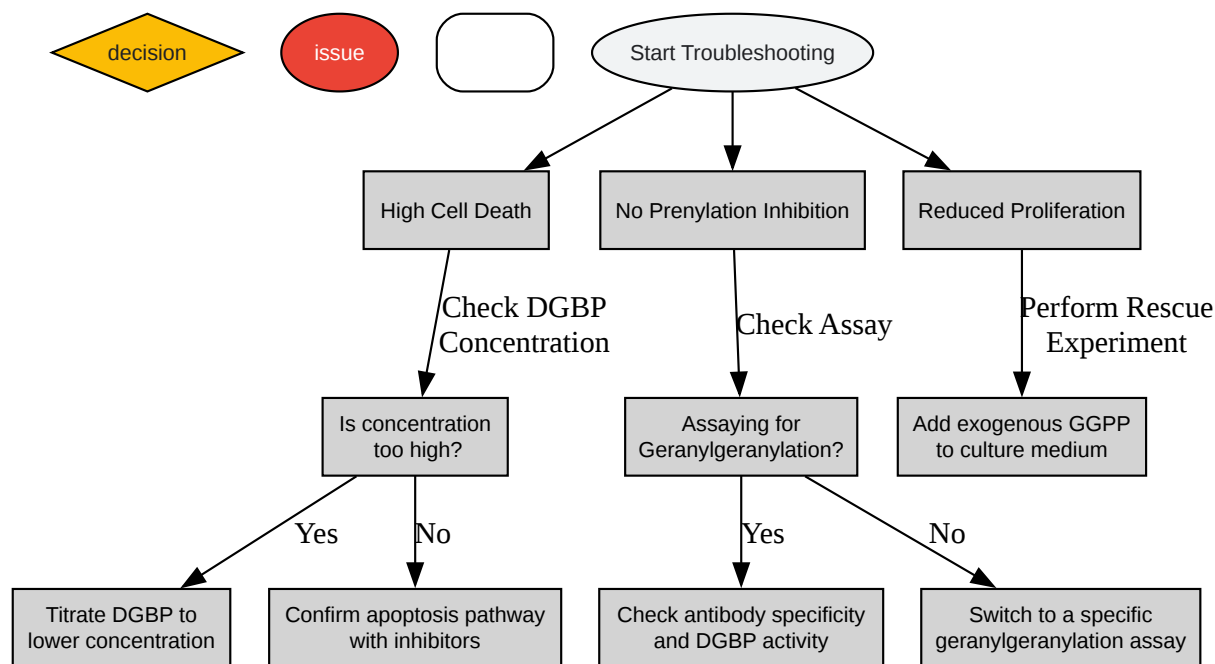 decision
issue
Start Troubleshooting
High Cell Death
No Prenylation Inhibition
Reduced Proliferation
Check DGBP
Concentration
Check Assay
Perform Rescue
Experiment
Is concentration
too high?
Assaying for
Geranylgeranylation?
Add exogenous GGPP
to culture medium
Yes
No
Yes
No
Titrate DGBP to
lower concentration
Confirm apoptosis pathway
with inhibitors
Check antibody specificity
and DGBP activity
Switch to a specific
geranylgeranylation assay